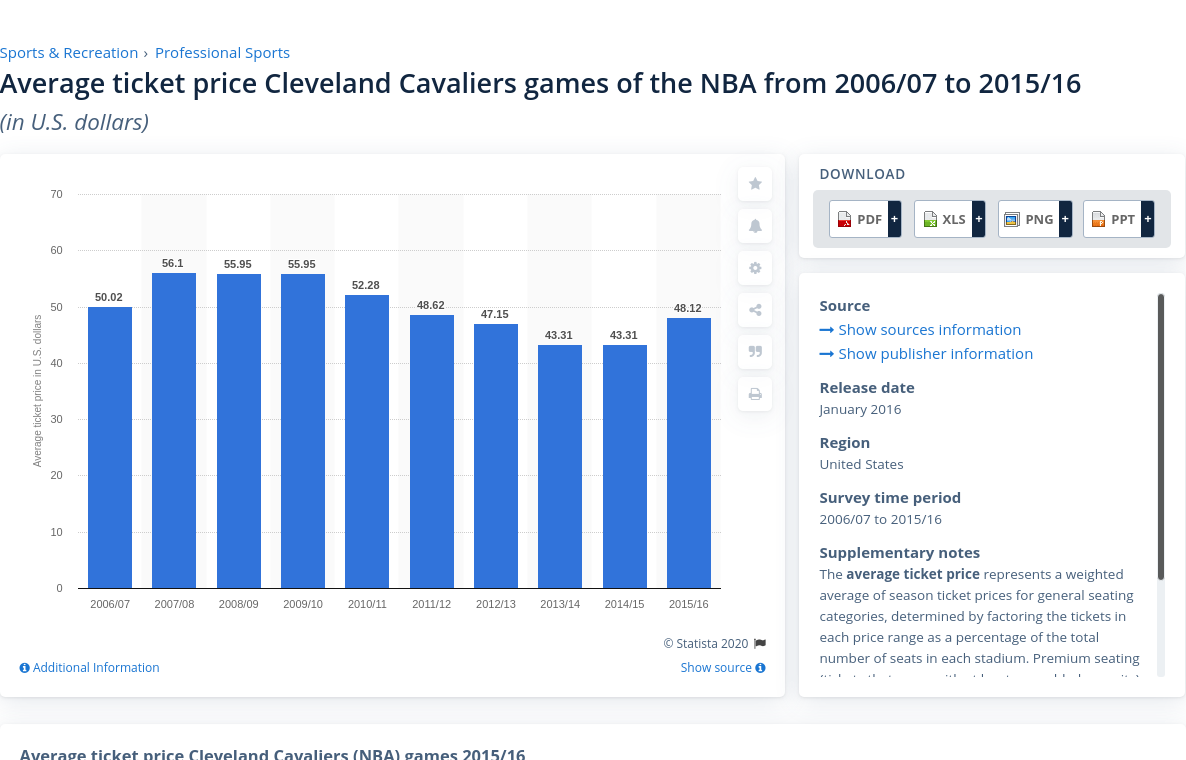 Sports & Recreation › Professional Sports
Average ticket price Cleveland Cavaliers games of the NBA from 2006/07 to 2015/16
(in U.S. dollars)
Average ticket price in U.S. dollars
70
60
50
40
30
20
10
0
50.02
56.1
55.95
55.95
52.28
48.62
47.15
43.31
43.31
48.12
2006/07 2007/08 2008/09 2009/10 2010/11 2011/12 2012/13 2013/14 2014/15 2015/16
© Statista 2020
Additional Information
Show source
DOWNLOAD
PDF + XLS + PNG + PPT +
Source
Show sources information
Show publisher information
Release date
January 2016
Region
United States
Survey time period
2006/07 to 2015/16
Supplementary notes
The average ticket price represents a weighted
average of season ticket prices for general seating
categories, determined by factoring the tickets in
each price range as a percentage of the total
number of seats in each stadium. Premium seating
Average ticket price Cleveland Cavaliers (NBA) games 2015/16